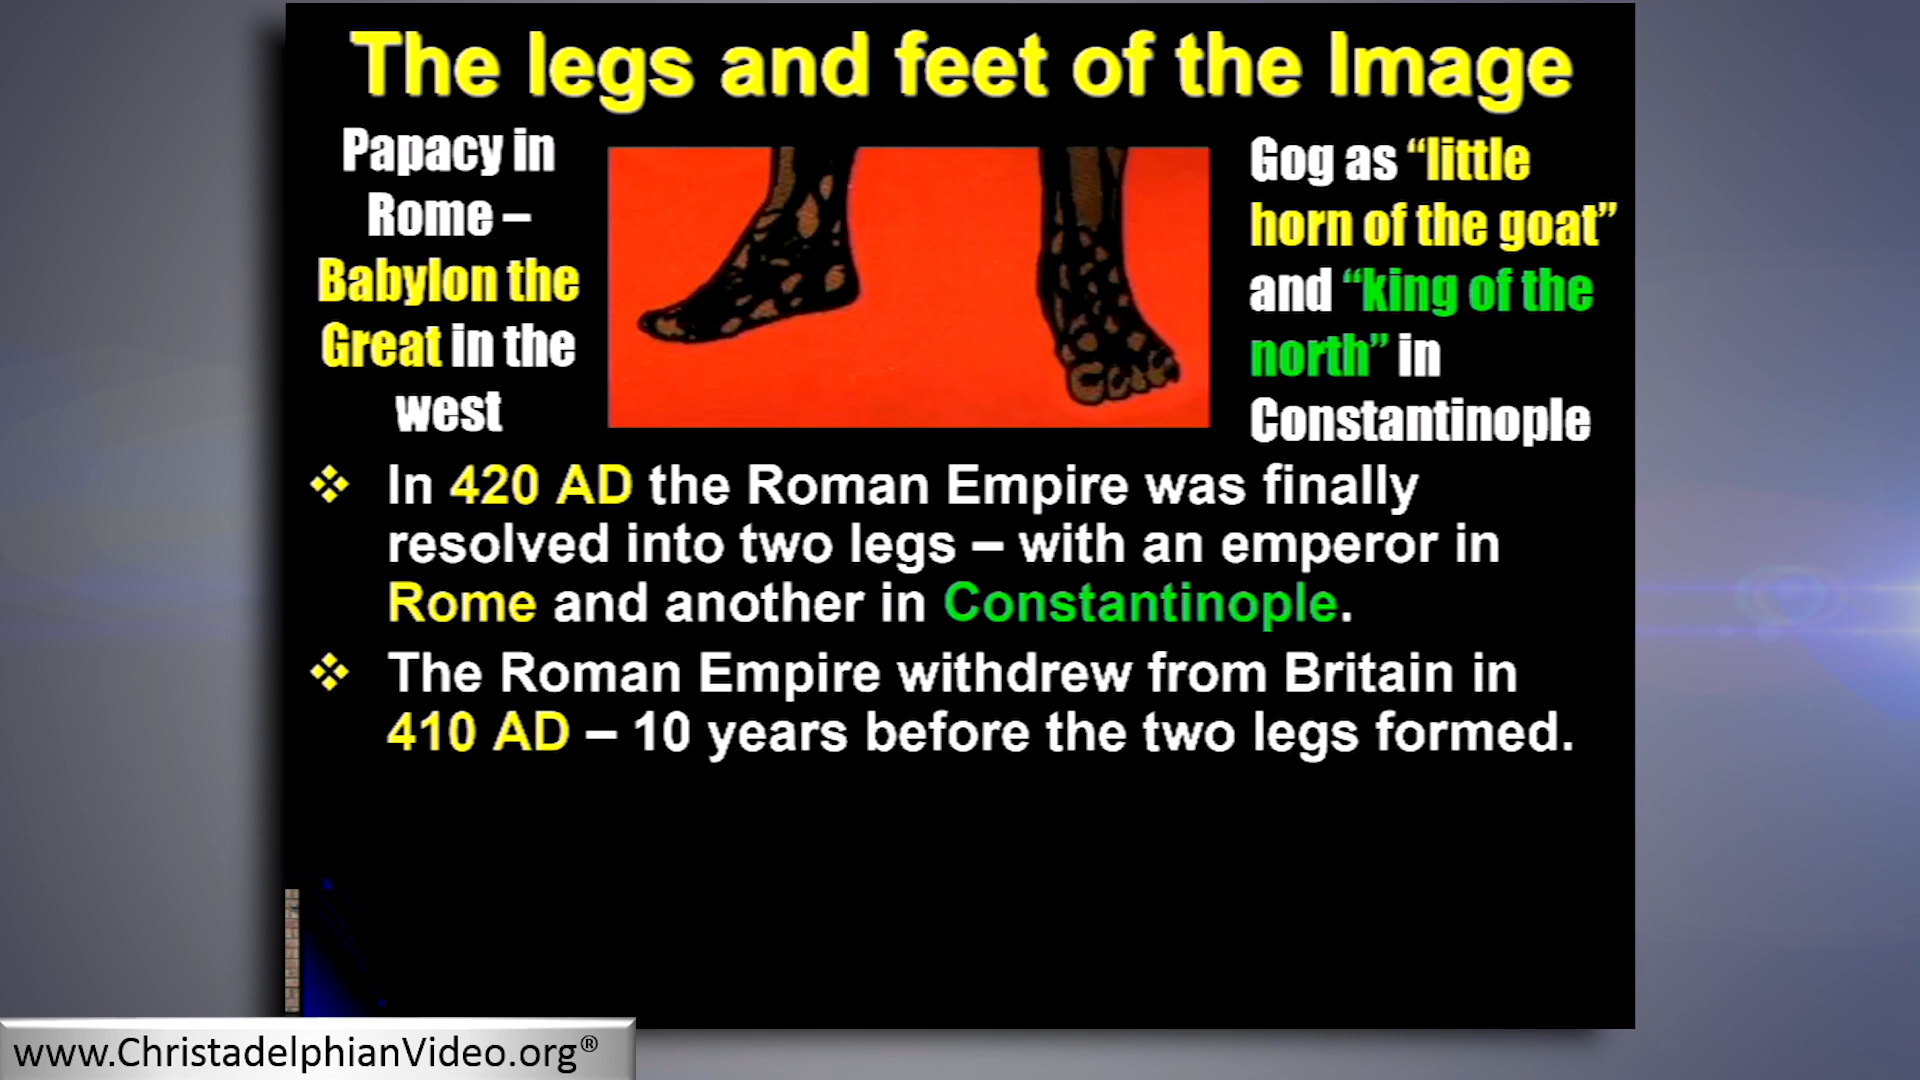 The legs and feet of the Image
Papacy in
Rome –
Babylon the
Great in the
west
Gog as “little
horn of the goat”
and “king of the
north” in
Constantinople
❖ In 420 AD the Roman Empire was finally
resolved into two legs – with an emperor in
Rome and another in Constantinople.
❖ The Roman Empire withdrew from Britain in
410 AD – 10 years before the two legs formed.
www.ChristadelphianVideo.org®